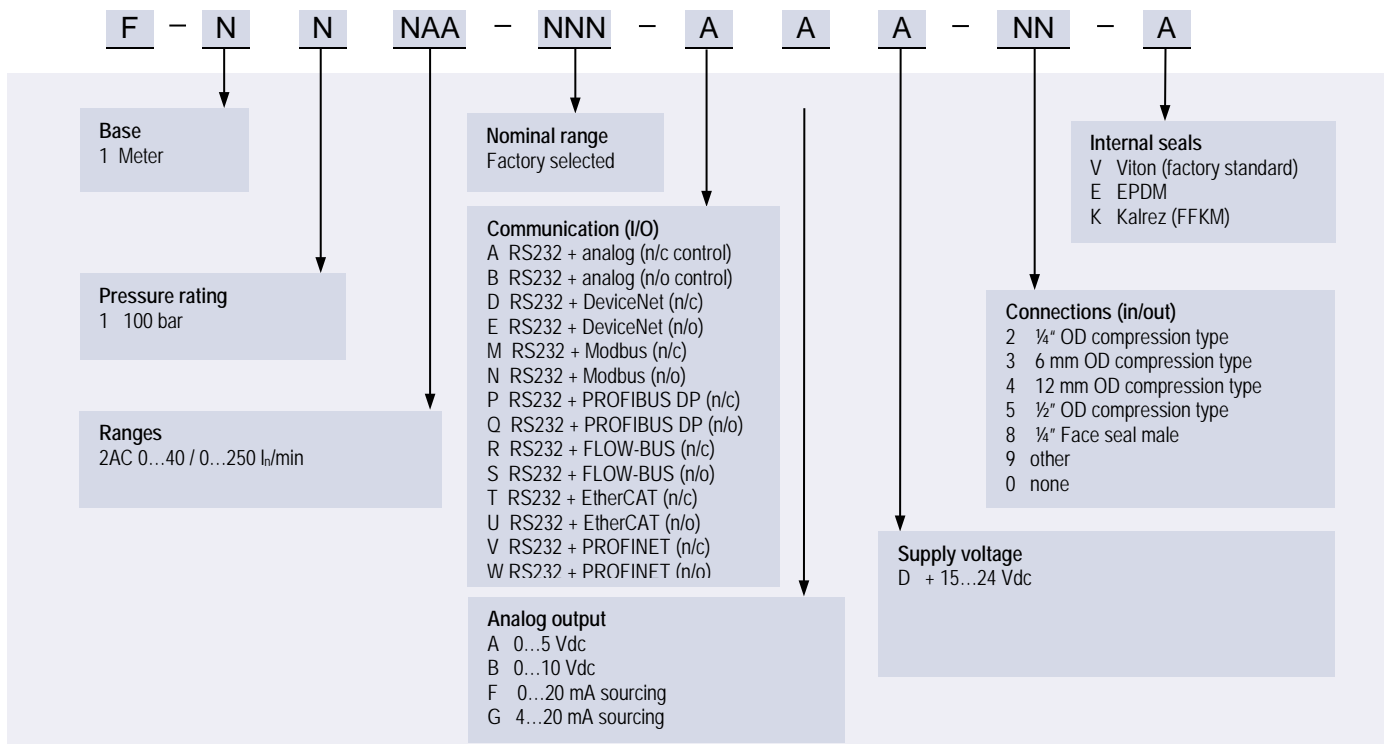 F – N N NAA – NNN – A A A – NN – A
Base
1 Meter
Pressure rating
1 100 bar
Ranges
2AC 0…40 / 0…250 lₙ/min
Nominal range
Factory selected
Communication (I/O)
A RS232 + analog (n/c control)
B RS232 + analog (n/o control)
D RS232 + DeviceNet (n/c)
E RS232 + DeviceNet (n/o)
M RS232 + Modbus (n/c)
N RS232 + Modbus (n/o)
P RS232 + PROFIBUS DP (n/c)
Q RS232 + PROFIBUS DP (n/o)
R RS232 + FLOW-BUS (n/c)
S RS232 + FLOW-BUS (n/o)
T RS232 + EtherCAT (n/c)
U RS232 + EtherCAT (n/o)
V RS232 + PROFINET (n/c)
W RS232 + PROFINET (n/o)
Analog output
A 0…5 Vdc
B 0…10 Vdc
F 0…20 mA sourcing
G 4…20 mA sourcing
Internal seals
V Viton (factory standard)
E EPDM
K Kalrez (FFKM)
Connections (in/out)
2 ¼" OD compression type
3 6 mm OD compression type
4 12 mm OD compression type
5 ½" OD compression type
8 ¼" Face seal male
9 other
0 none
Supply voltage
D + 15…24 Vdc